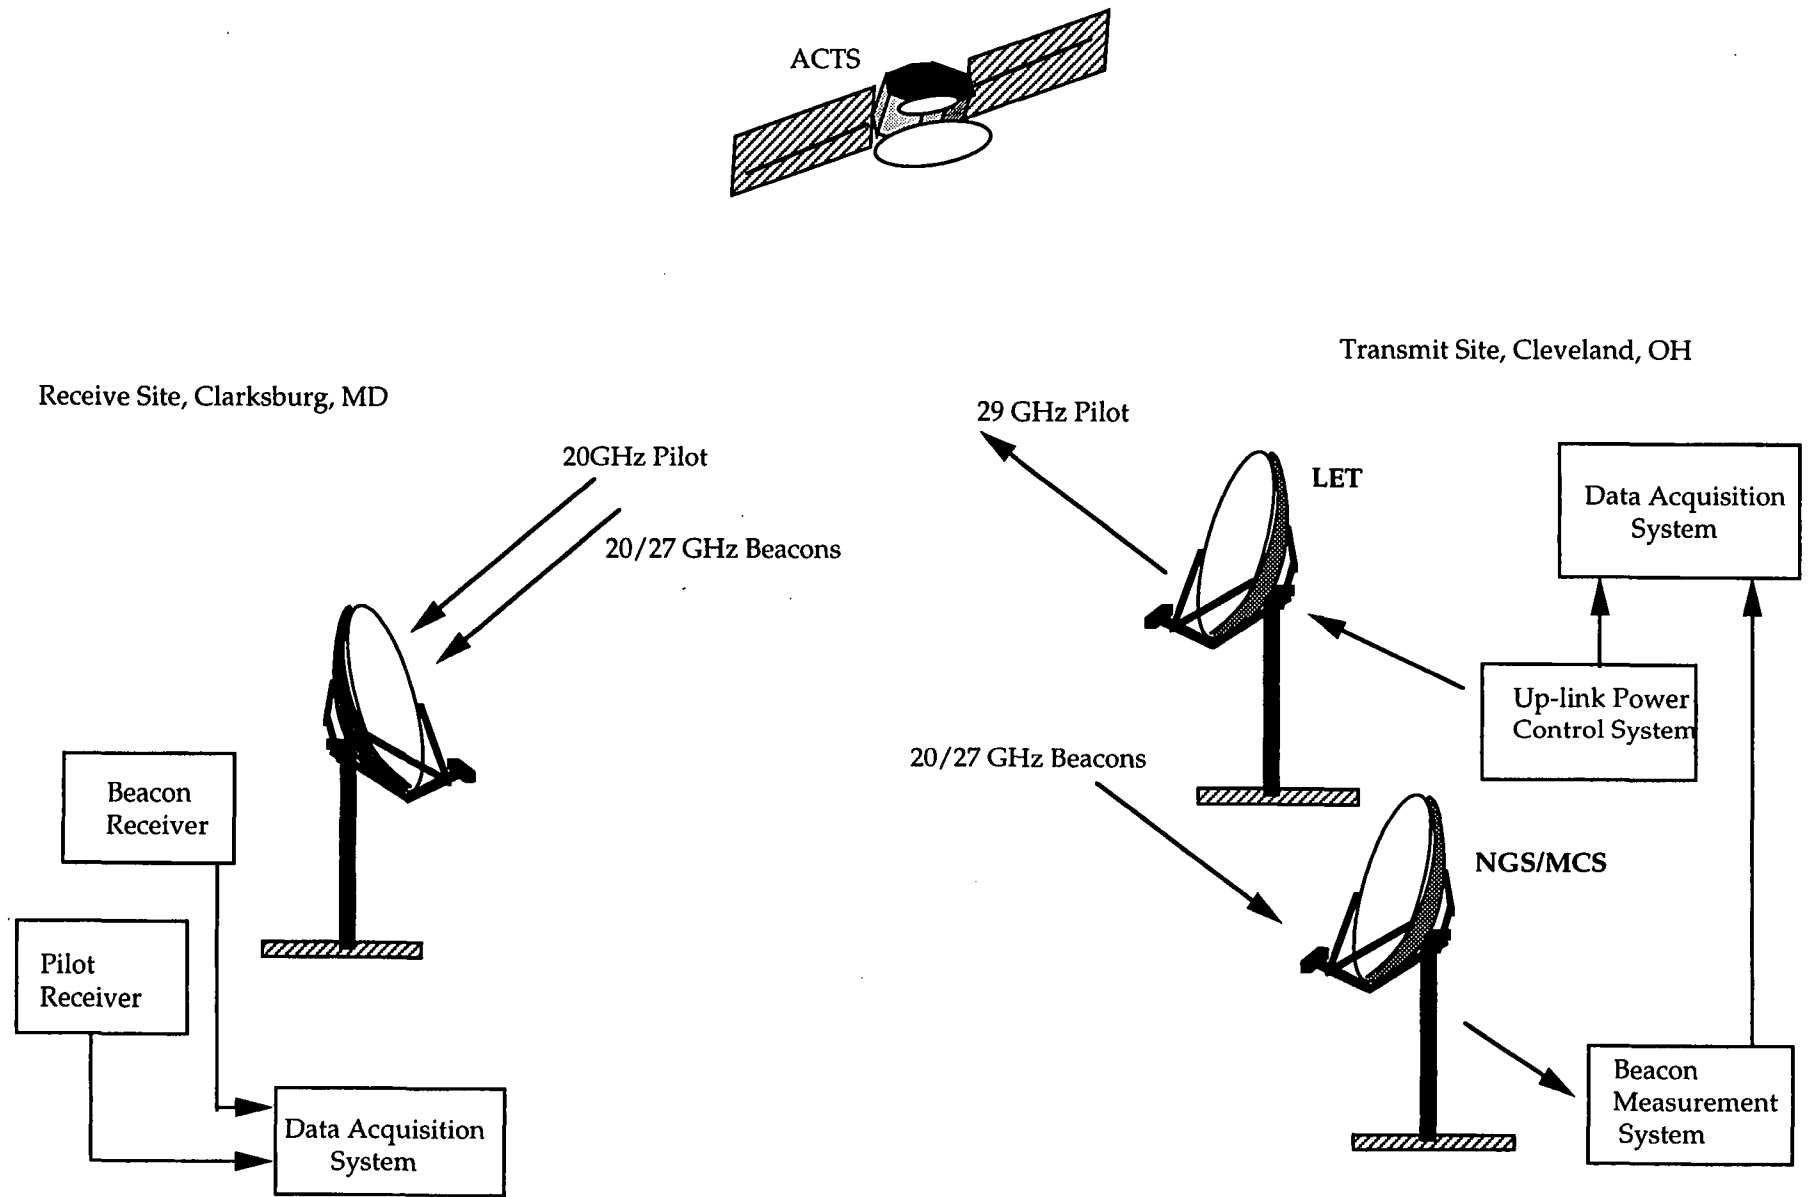 ACTS
Transmit Site, Cleveland, OH
Receive Site, Clarksburg, MD
29 GHz Pilot
20GHz Pilot
LET
Data Acquisition
System
20/27 GHz Beacons
Up-link Power
Control System
20/27 GHz Beacons
Beacon
Receiver
NGS/MCS
Pilot
Receiver
Beacon
Measurement
System
Data Acquisition
System